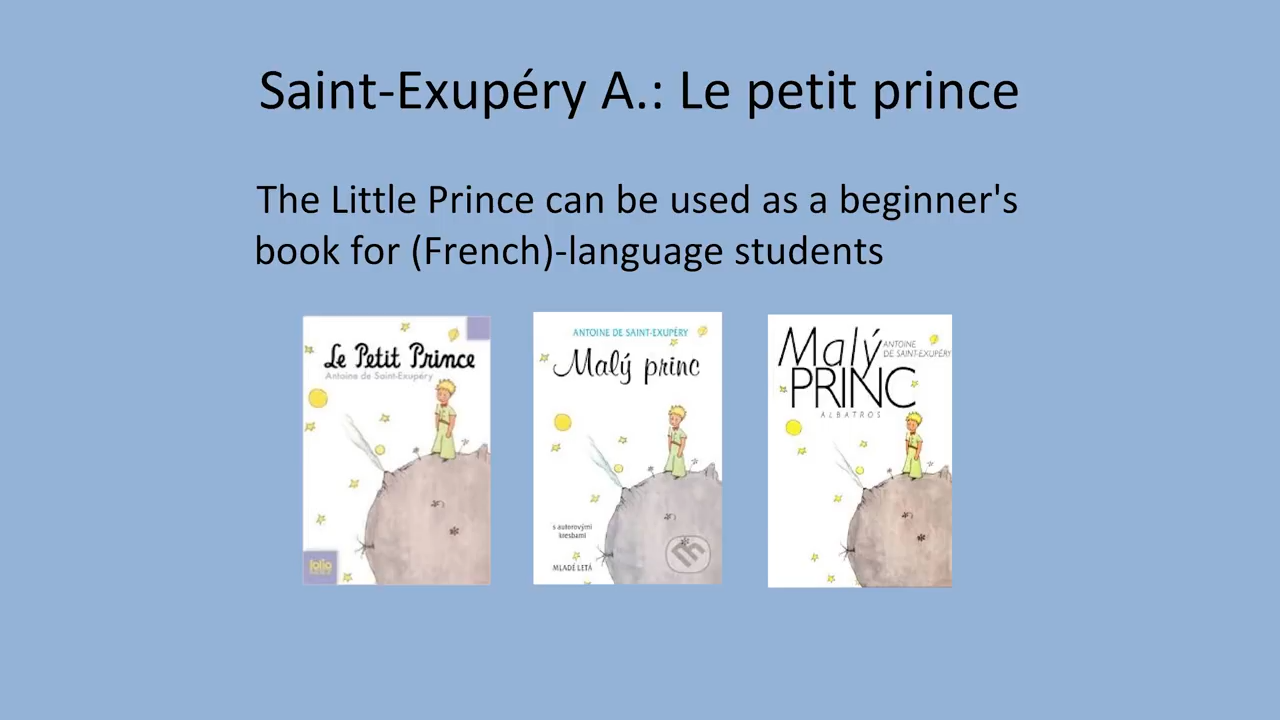 Saint-Exupéry A.: Le petit prince
The Little Prince can be used as a beginner's
book for (French)-language students
Le Petit Prince
Antoine de Saint-Exupéry
folio
ANTOINE DE SAINT-EXUPÉRY
Malý princ
s autorovými
kresbami
MLADÉ LETÁ
Malý
ANTOINE
DE SAINT-EXUPÉRY
PRINC
ALBATROS